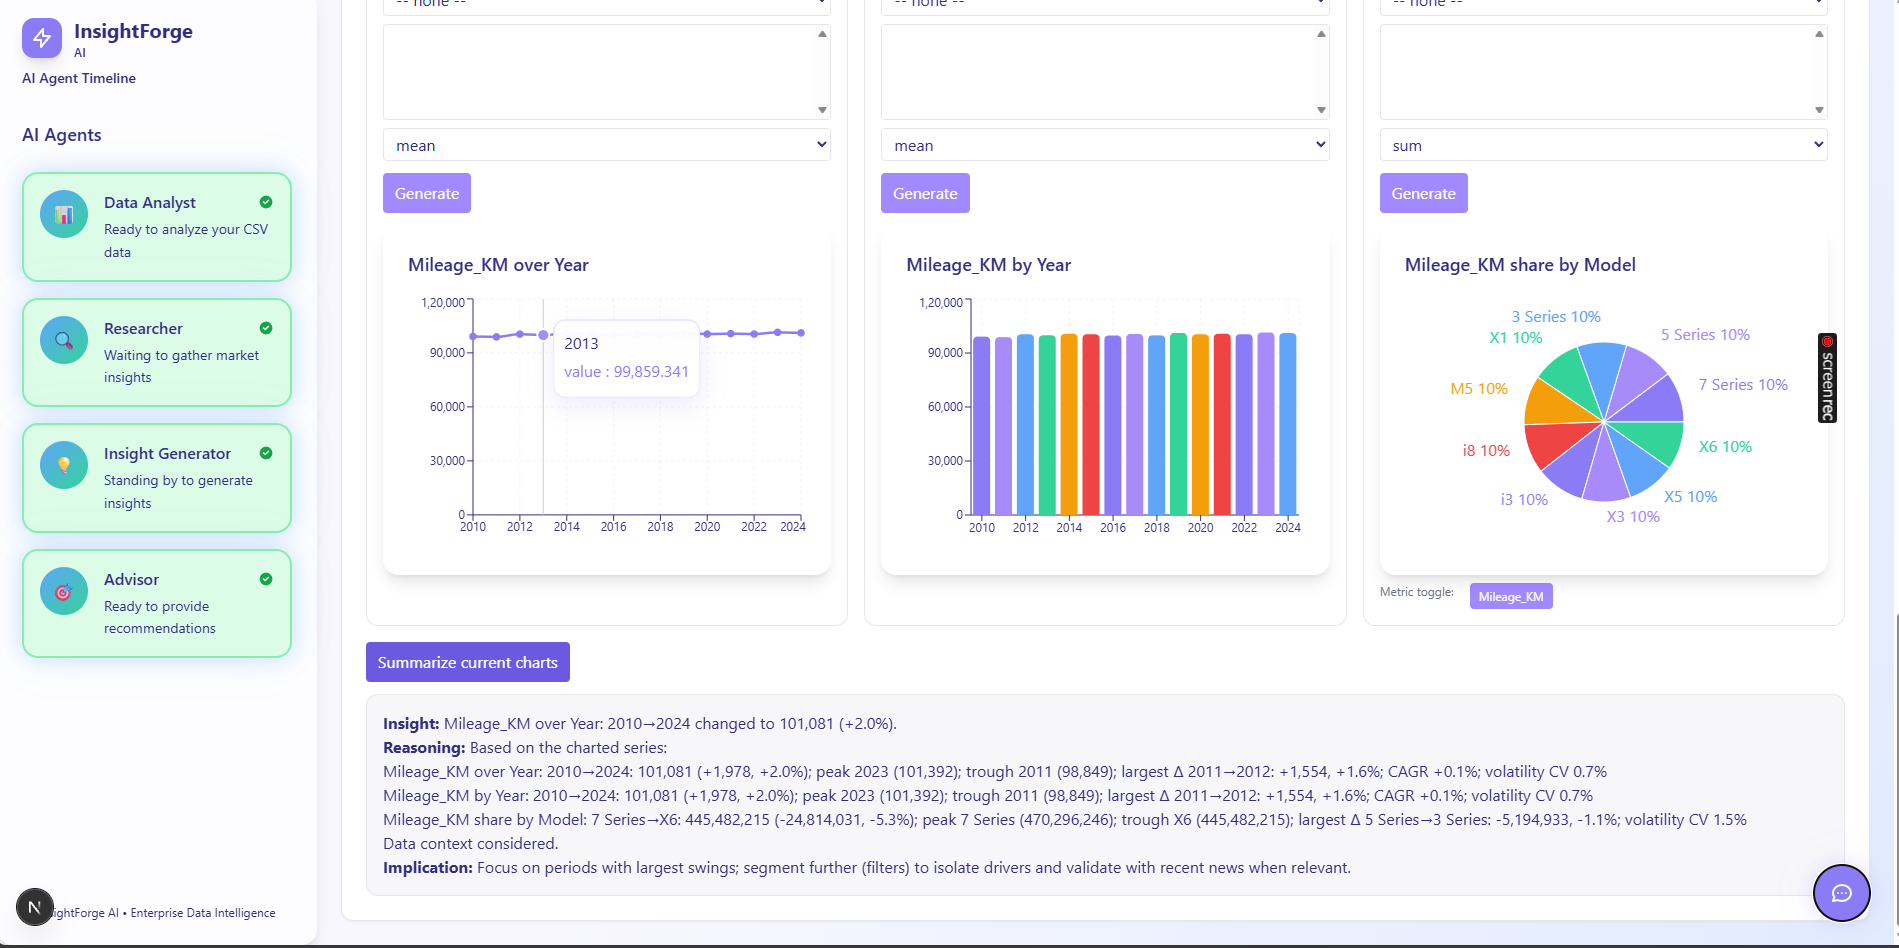 InsightForge
AI
AI Agent Timeline
AI Agents
Data Analyst
Ready to analyze your CSV
data
Researcher
Waiting to gather market
insights
Insight Generator
Standing by to generate
insights
Advisor
Ready to provide
recommendations
N
ightForge AI • Enterprise Data Intelligence
-- none --
-- none --
-- none --
mean
mean
sum
Generate
Generate
Generate
Mileage_KM over Year
1,20,000
90,000
60,000
30,000
0
2010 2012 2014 2016 2018 2020 2022 2024
2013
value : 99,859.341
Mileage_KM by Year
1,20,000
90,000
60,000
30,000
0
2010 2012 2014 2016 2018 2020 2022 2024
Mileage_KM share by Model
3 Series 10%
X1 10%
5 Series 10%
M5 10%
7 Series 10%
i8 10%
X6 10%
i3 10%
X5 10%
X3 10%
screenrec
Metric toggle:
Mileage_KM
Summarize current charts
Insight: Mileage_KM over Year: 2010→2024 changed to 101,081 (+2.0%).
Reasoning: Based on the charted series:
Mileage_KM over Year: 2010→2024: 101,081 (+1,978, +2.0%); peak 2023 (101,392); trough 2011 (98,849); largest Δ 2011→2012: +1,554, +1.6%; CAGR +0.1%; volatility CV 0.7%
Mileage_KM by Year: 2010→2024: 101,081 (+1,978, +2.0%); peak 2023 (101,392); trough 2011 (98,849); largest Δ 2011→2012: +1,554, +1.6%; CAGR +0.1%; volatility CV 0.7%
Mileage_KM share by Model: 7 Series→X6: 445,482,215 (-24,814,031, -5.3%); peak 7 Series (470,296,246); trough X6 (445,482,215); largest Δ 5 Series→3 Series: -5,194,933, -1.1%; volatility CV 1.5%
Data context considered.
Implication: Focus on periods with largest swings; segment further (filters) to isolate drivers and validate with recent news when relevant.